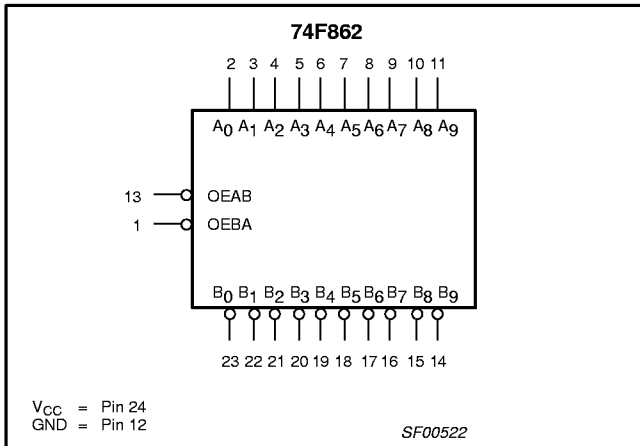 74F862
2 3 4 5 6 7 8 9 10 11
A0 A1 A2 A3 A4 A5 A6 A7 A8 A9
13 OEAB
1 OEBA
B0 B1 B2 B3 B4 B5 B6 B7 B8 B9
23 22 21 20 19 18 17 16 15 14
VCC = Pin 24
GND = Pin 12
SF00522